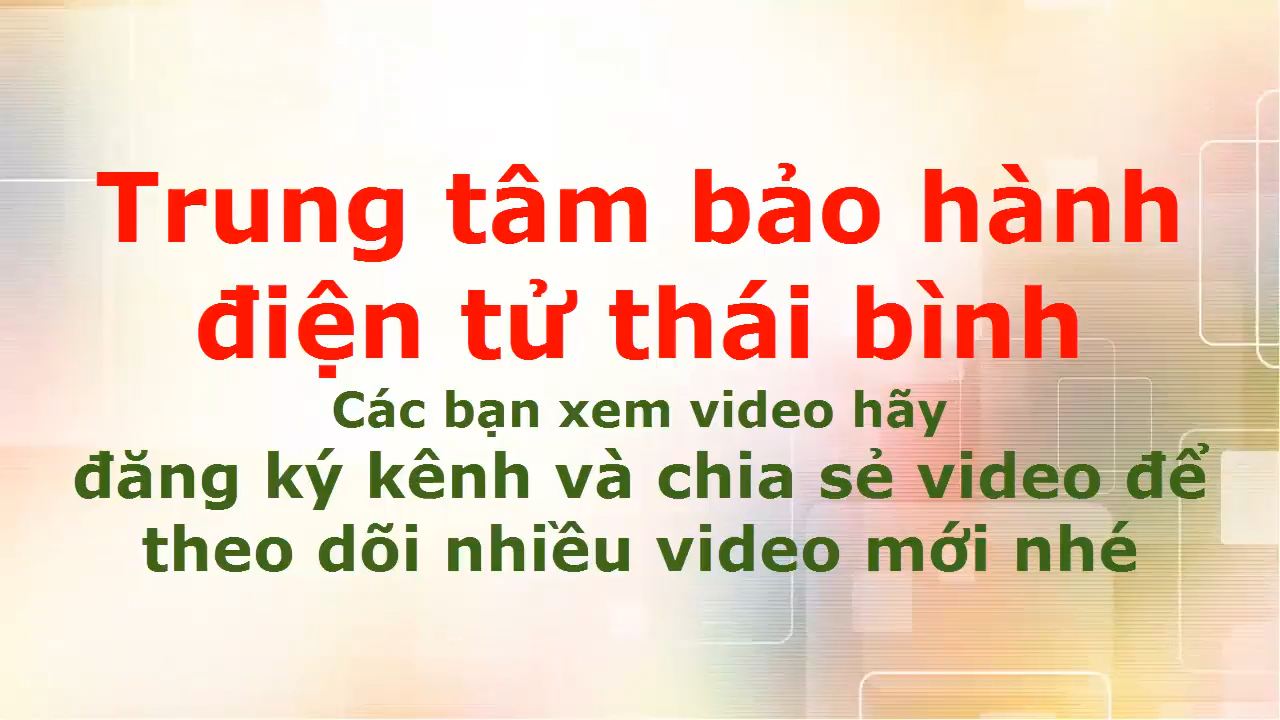 Trung tâm bảo hành
điện tử thái bình
Các bạn xem video hãy
đăng ký kênh và chia sẻ video để
theo dõi nhiều video mới nhé